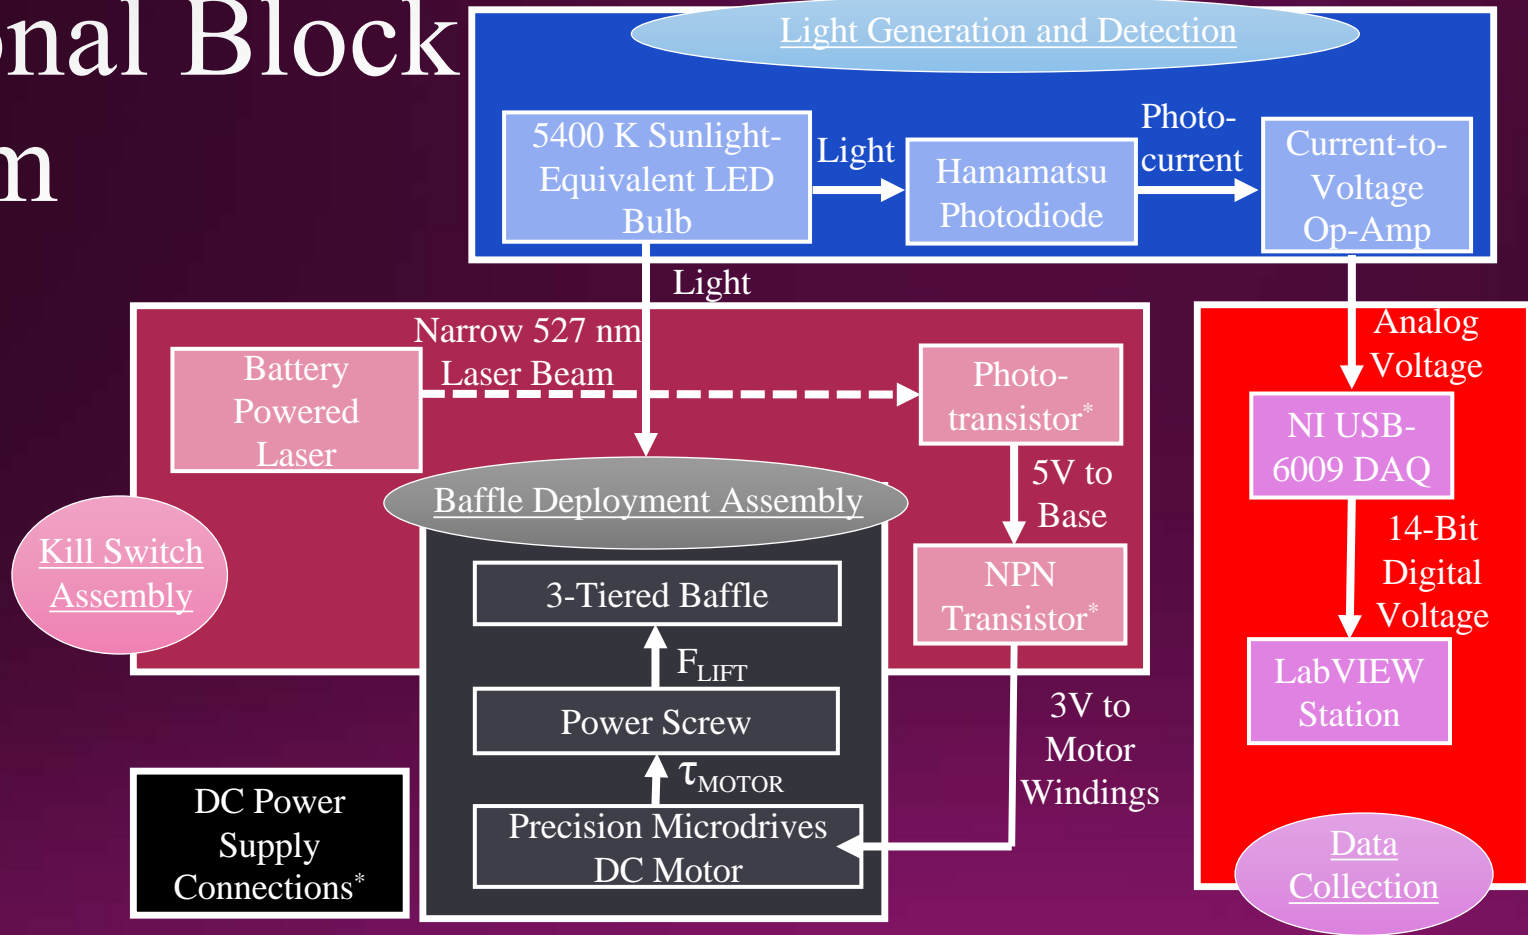 onal Block
m
Light Generation and Detection
5400 K Sunlight-
Equivalent LED
Bulb
Light
Hamamatsu
Photodiode
Photo-
current
Current-to-
Voltage
Op-Amp
Light
Narrow 527 nm
Laser Beam
Battery
Powered
Laser
Photo-
transistor*
5V to
Base
NPN
Transistor*
Kill Switch
Assembly
Baffle Deployment Assembly
3-Tiered Baffle
F_LIFT
Power Screw
τ_MOTOR
Precision Microdrives
DC Motor
3V to
Motor
Windings
DC Power
Supply
Connections*
Analog
Voltage
NI USB-
6009 DAQ
14-Bit
Digital
Voltage
LabVIEW
Station
Data
Collection